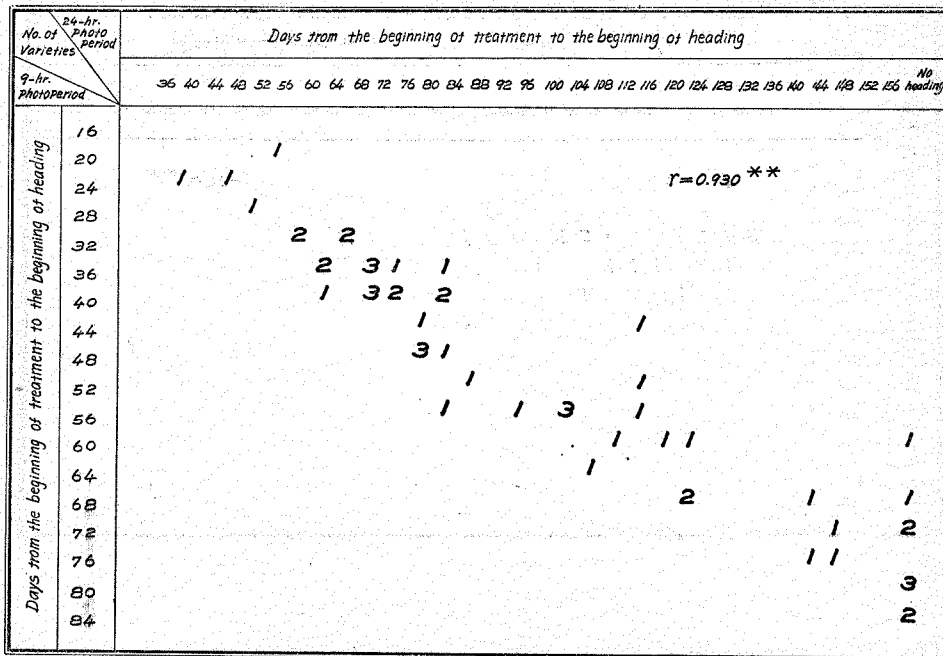 No. of Varieties
24-hr. Photo Period
9-hr. Photo Period
Days from the beginning of treatment to the beginning of heading
36 40 44 48 52 56 60 64 68 72 76 80 84 88 92 96 100 104 108 112 116 120 124 128 132 136 140 144 148 152 156 No heading
Days from the beginning of treatment to the beginning of heading
16
1
20
r=0.930 **
1 1
24
1
28
2 2
32
2 3 1 1
36
1 3 2 2
40
1 1
44
3 1
48
1 1
52
1 1 3 1
56
1 1 1 1
60
1
64
2 1 1
68
1 2
72
1 1
76
3
80
2
84